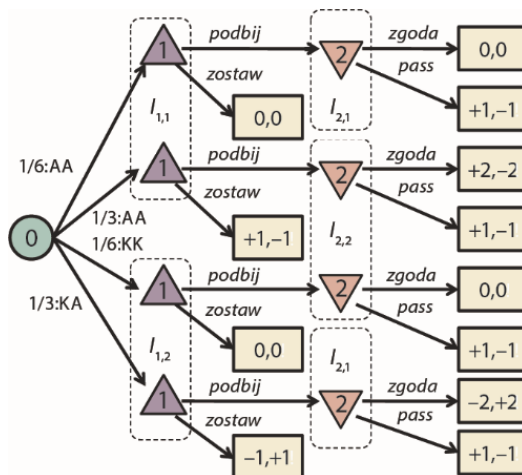 1 podbij 2 zgoda 0,0
zostaw pass
I1,1 0,0 I2,1 +1,–1
1/6:AA 1 podbij 2 zgoda +2,–2
zostaw pass
0 1/3:AA +1,–1 I2,2 +1,–1
1/6:KK
1/3:KA 1 podbij 2 zgoda 0,0
zostaw pass
I1,2 0,0 I2,1 +1,–1
1 podbij 2 zgoda –2,+2
zostaw pass
–1,+1 +1,–1